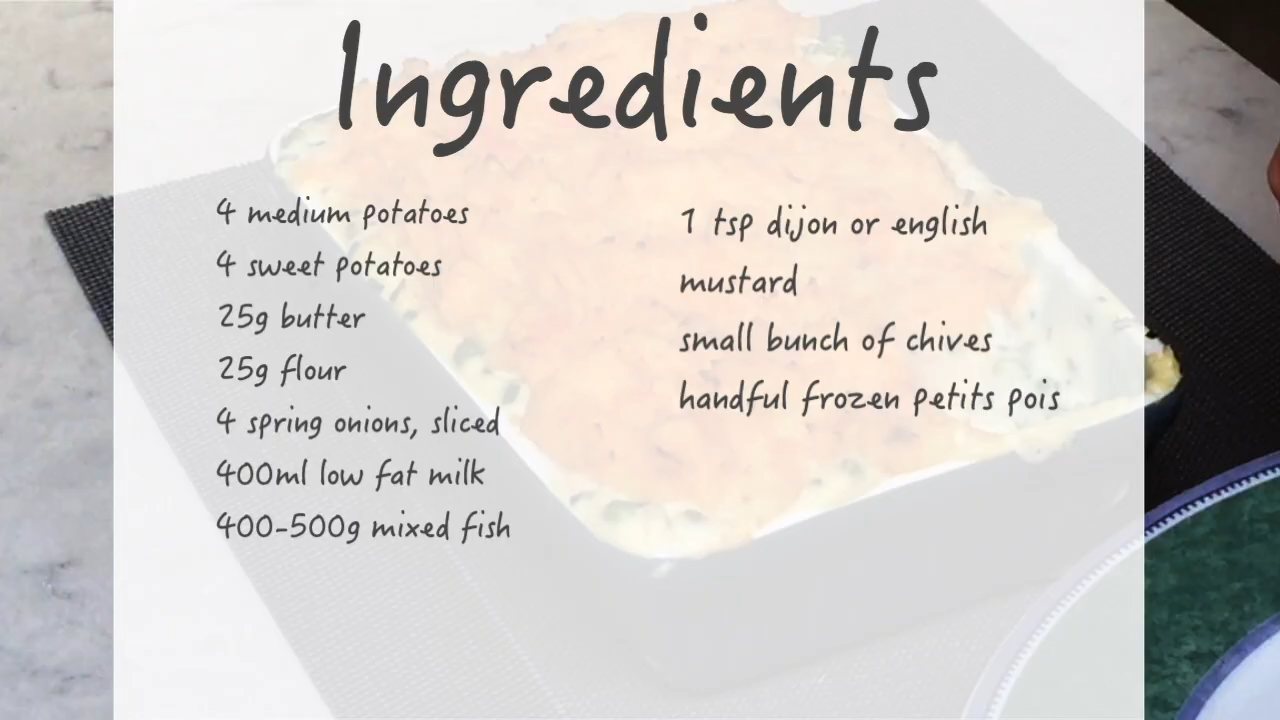 Ingredients
4 medium potatoes
4 sweet potatoes
25g butter
25g flour
4 spring onions, sliced
400ml low fat milk
400-500g mixed fish
1 tsp dijon or english
mustard
small bunch of chives
handful frozen petits pois